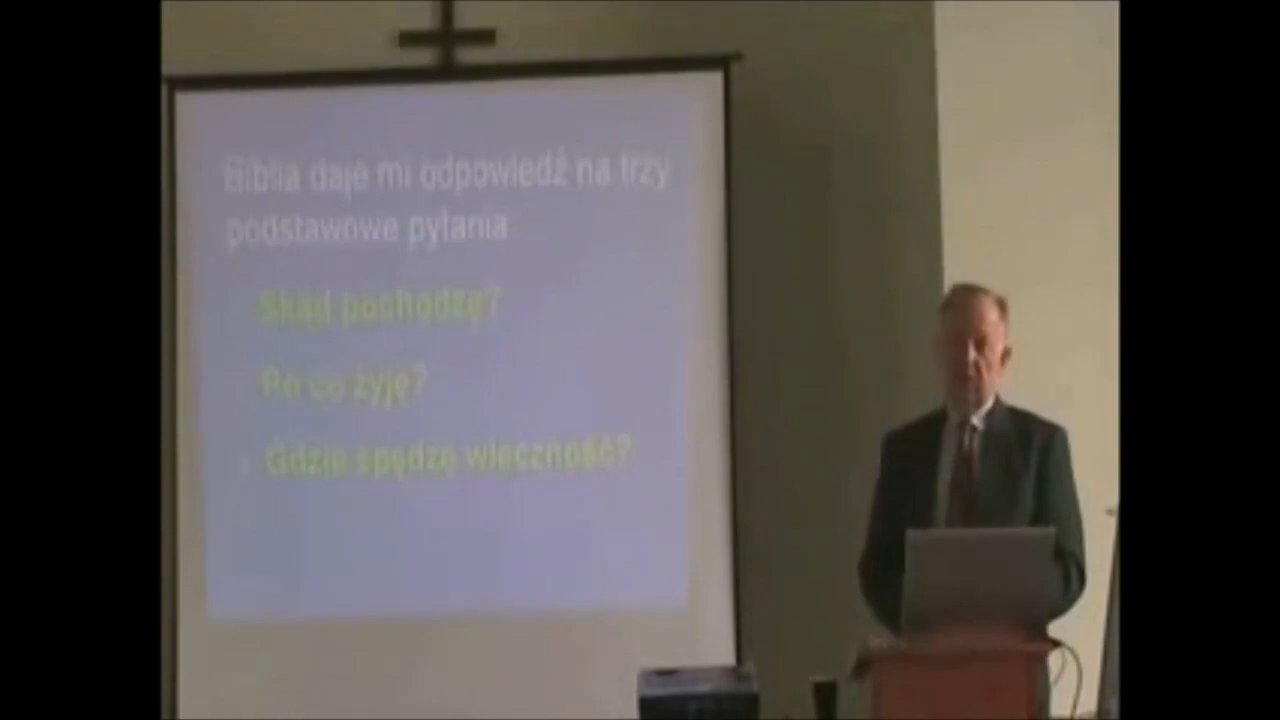 Biblia daje mi odpowiedź na trzy
podstawowe pytania
Skąd pochodzę?
Po co żyję?
Gdzie spędzę wieczność?